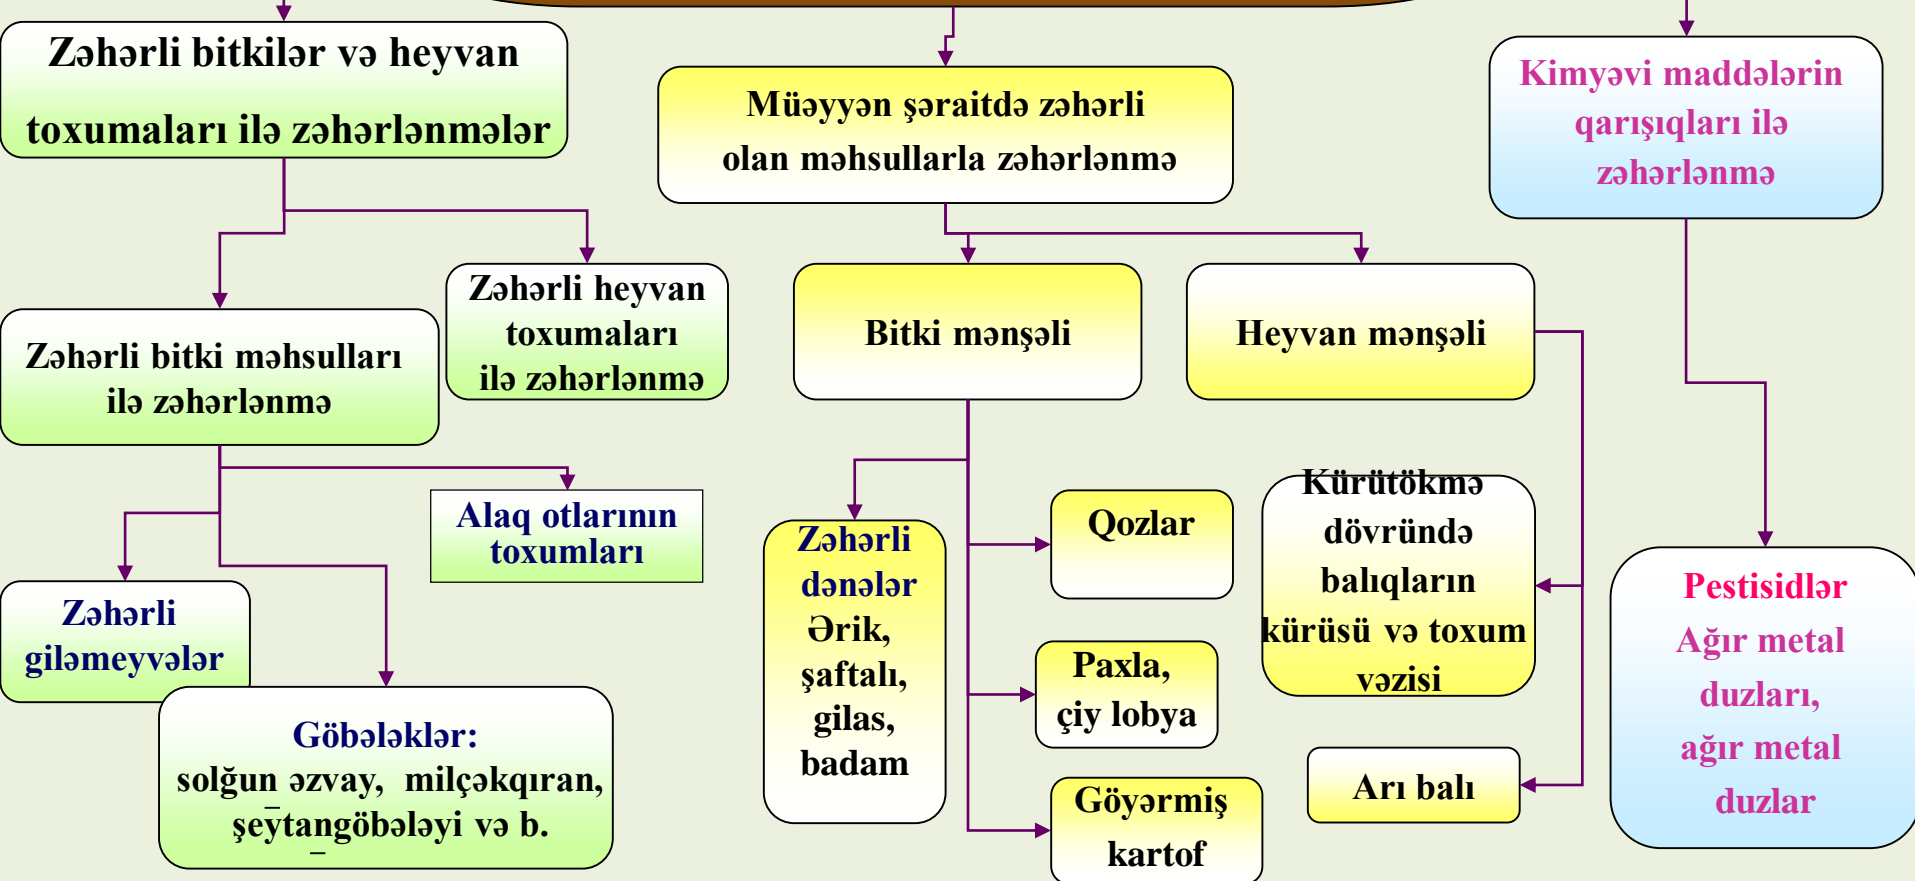 Zəhərli bitkilər və heyvan
toxumaları ilə zəhərlənmələr
Müəyyən şəraitdə zəhərli
olan məhsullarla zəhərlənmə
Kimyəvi maddələrin
qarışıqları ilə
zəhərlənmə
Zəhərli bitki məhsulları
ilə zəhərlənmə
Zəhərli heyvan
toxumaları
ilə zəhərlənmə
Bitki mənşəli
Heyvan mənşəli
Zəhərli
giləmeyvələr
Göbələklər:
solğun əzvay, milçəkqıran,
şeytangöbələyi və b.
Alaq otlarının
toxumları
Zəhərli
dənələr
Ərik,
şaftalı,
gilas,
badam
Qozlar
Paxla,
çiy lobya
Göyərmiş
kartof
Kürütökmə
dövründə
balıqların
kürüsü və toxum
vəzisi
Arı balı
Pestisidlər
Ağır metal
duzları,
ağır metal
duzlar